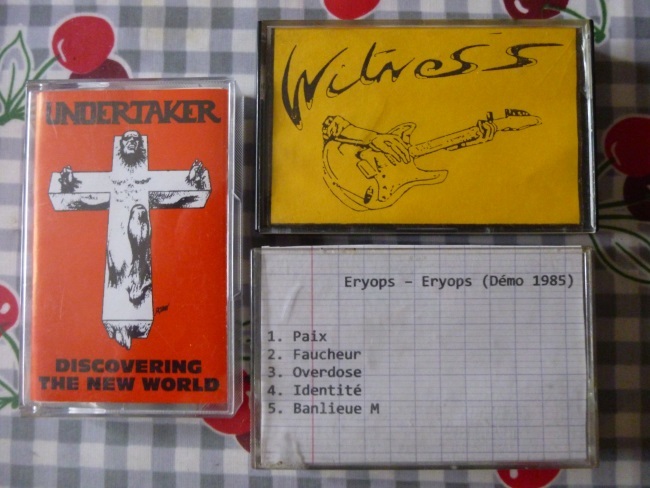 UNDERTAKER
DISCOVERING
THE NEW WORLD
Witness
Eryops – Eryops (Démo 1985)
1. Paix
2. Faucheur
3. Overdose
4. Identité
5. Banlieue M